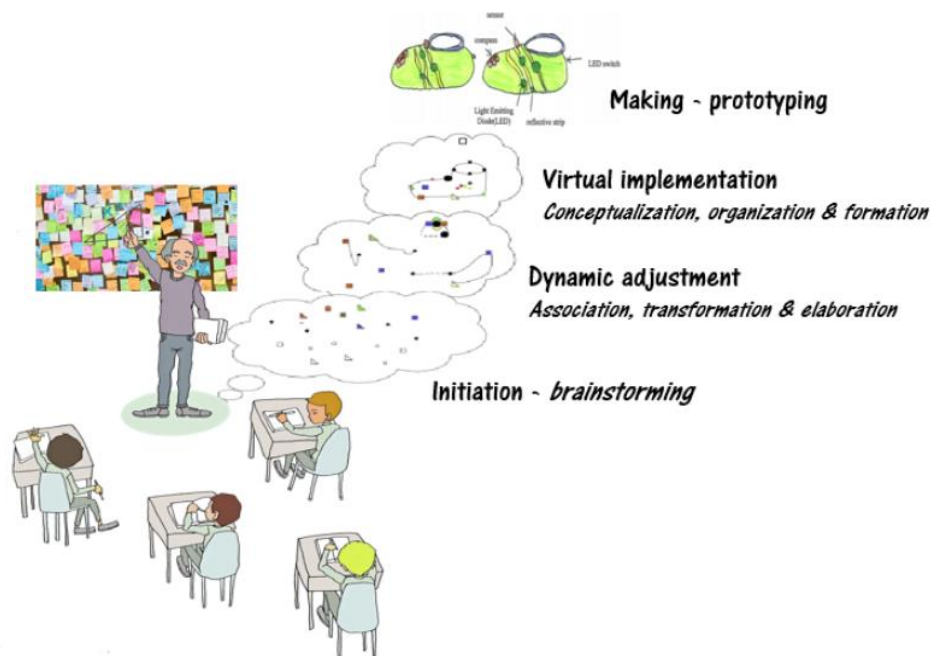 sensor
compass
LED switch
Light Emitting
Diode(LED)
reflective strip
Making - prototyping
Virtual implementation
Conceptualization, organization & formation
Dynamic adjustment
Association, transformation & elaboration
Initiation - brainstorming